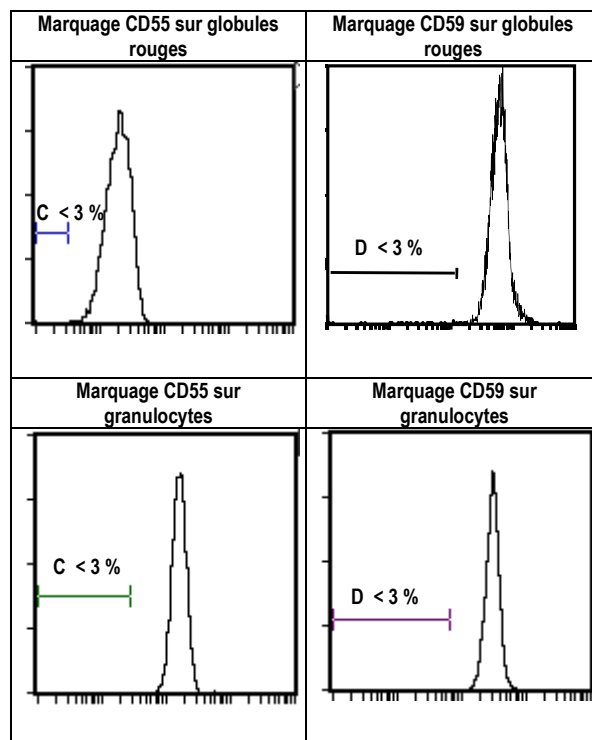 Marquage CD55 sur globules
rouges
Marquage CD59 sur globules
rouges
C < 3 %
D < 3 %
Marquage CD55 sur
granulocytes
Marquage CD59 sur
granulocytes
C < 3 %
D < 3 %